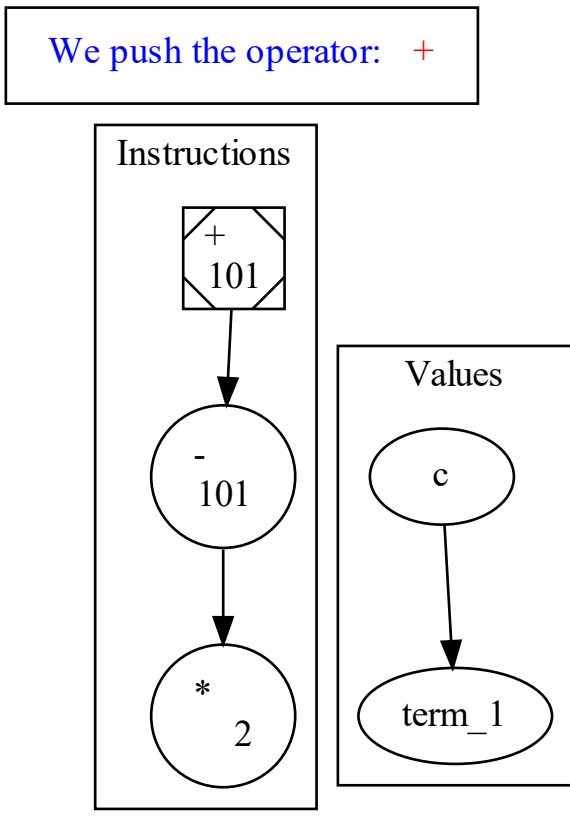 We push the operator: +
Instructions
+
101
-
101
*
2
Values
c
term_1